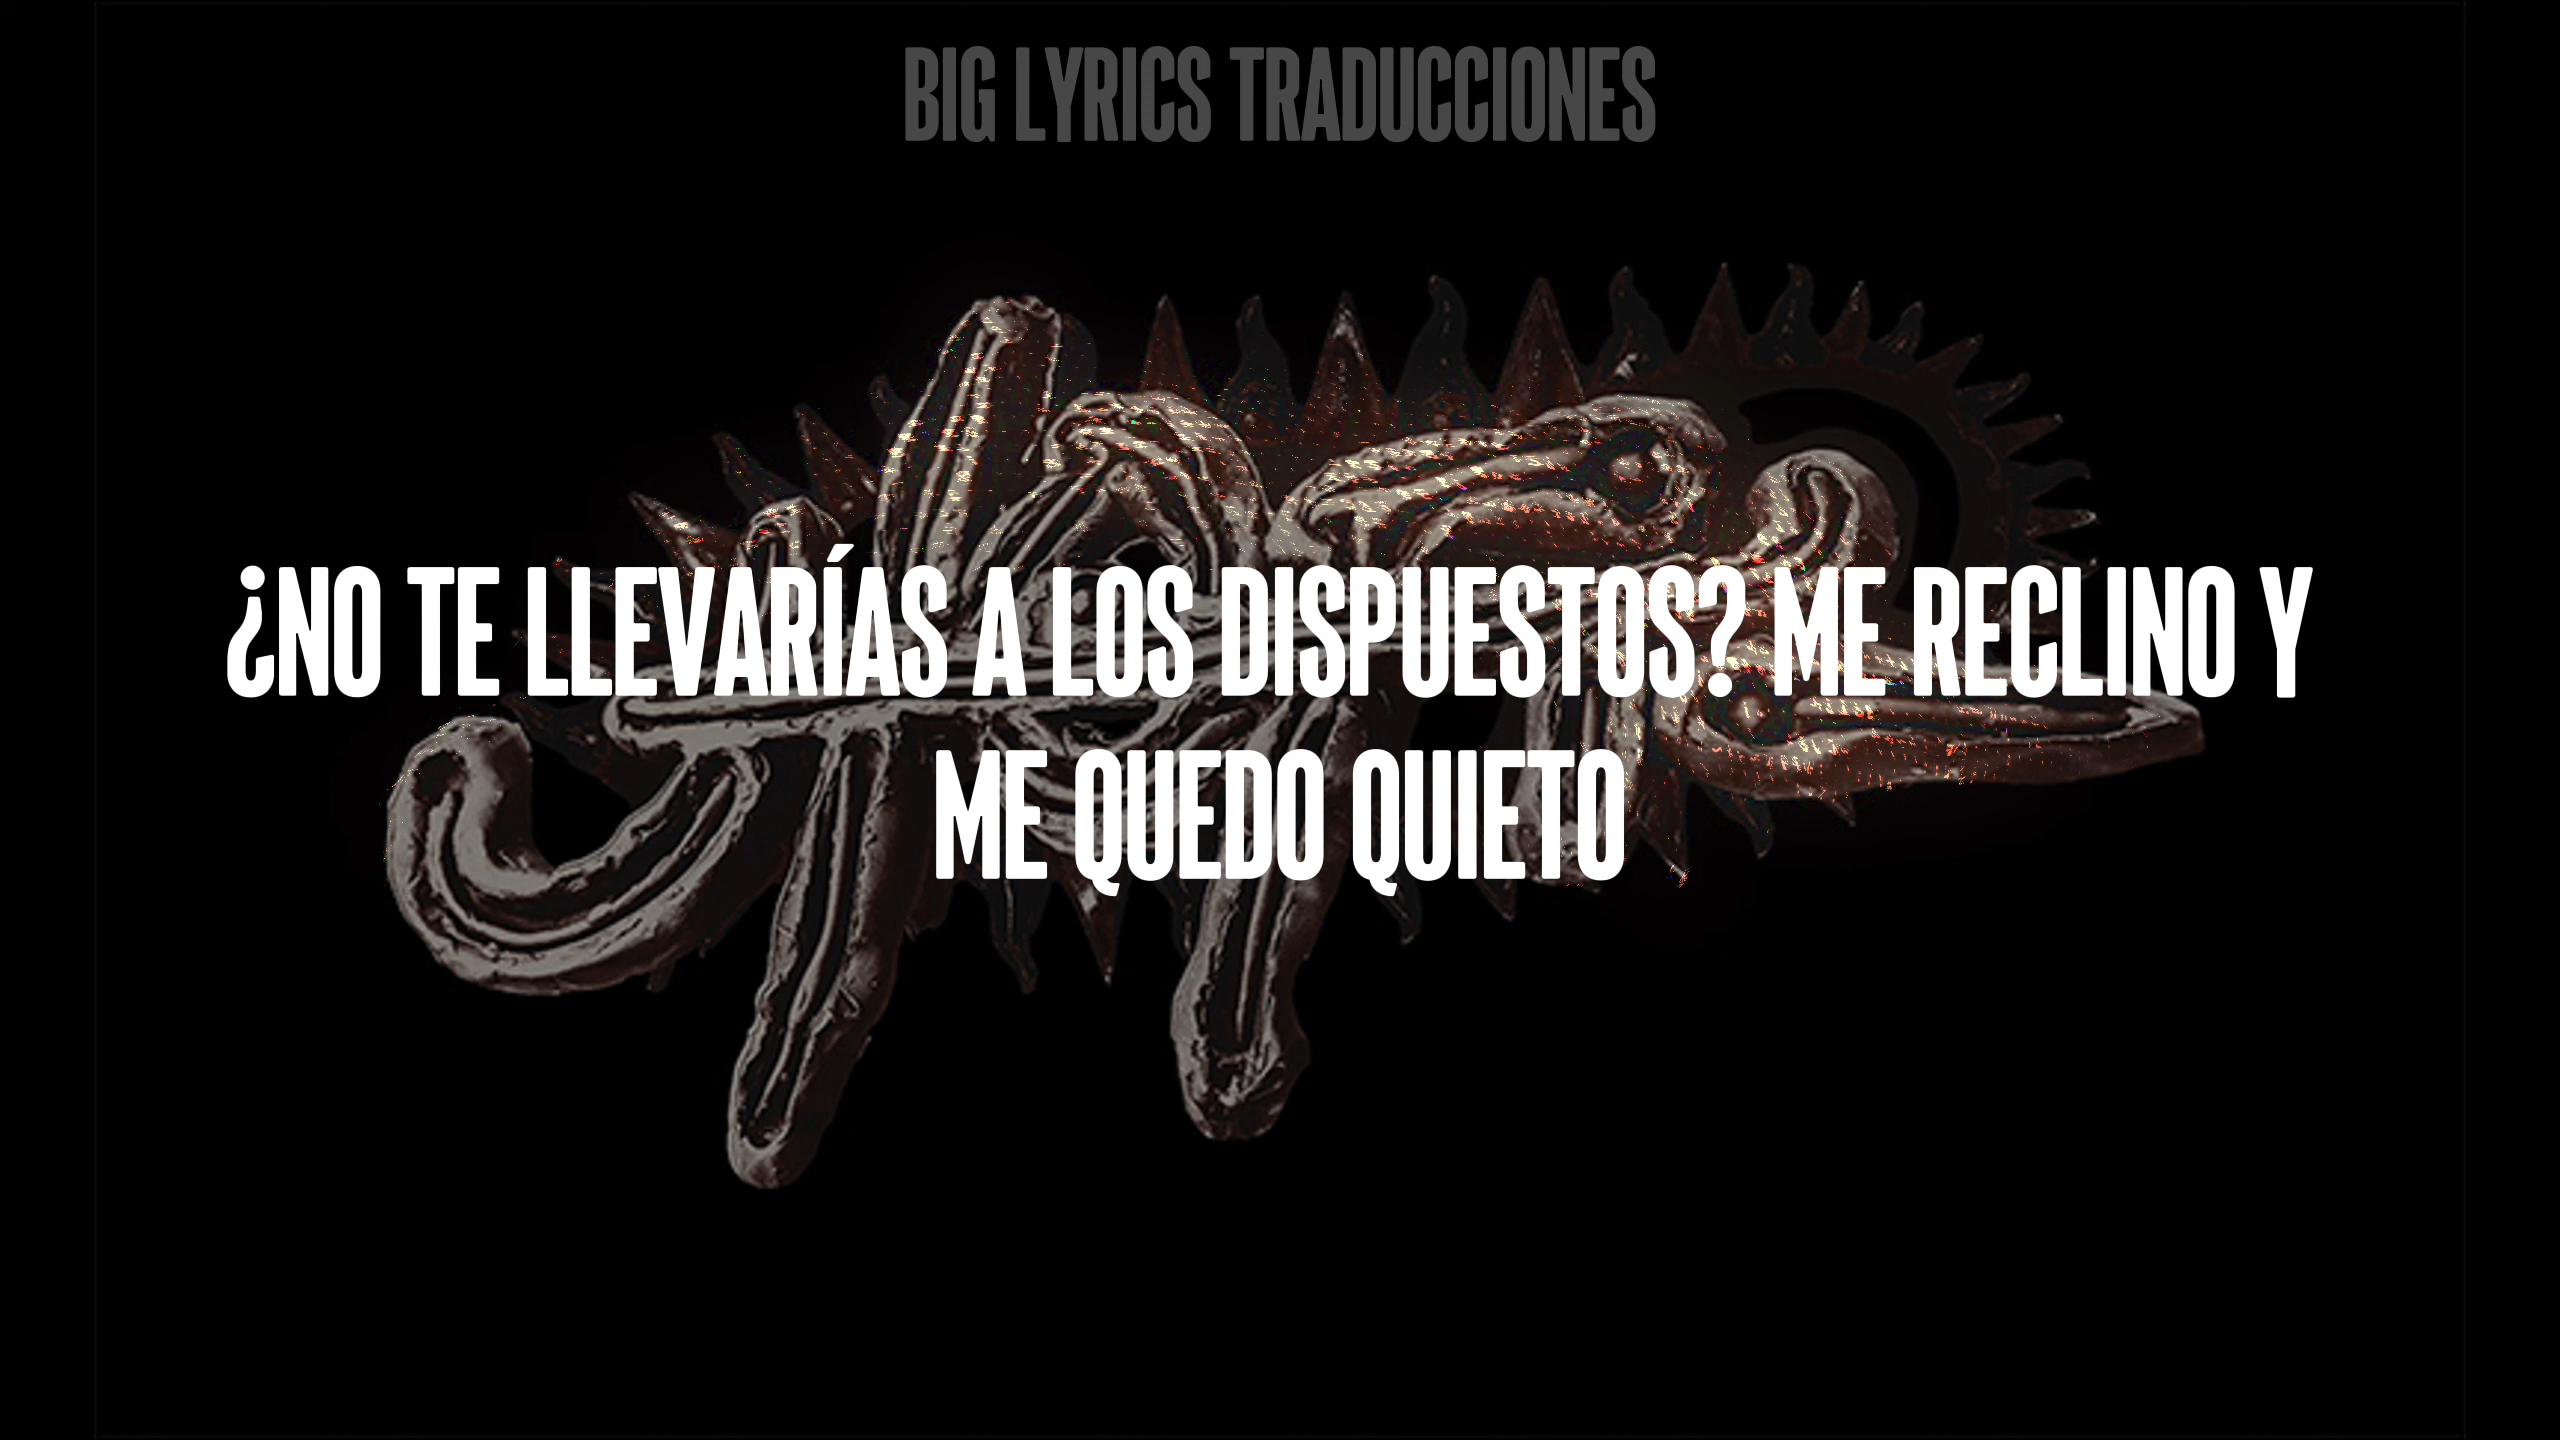 BIG LYRICS TRADUCCIONES
¿NO TE LLEVARÍAS A LOS DISPUESTOS? ME RECLINO Y
ME QUEDO QUIETO